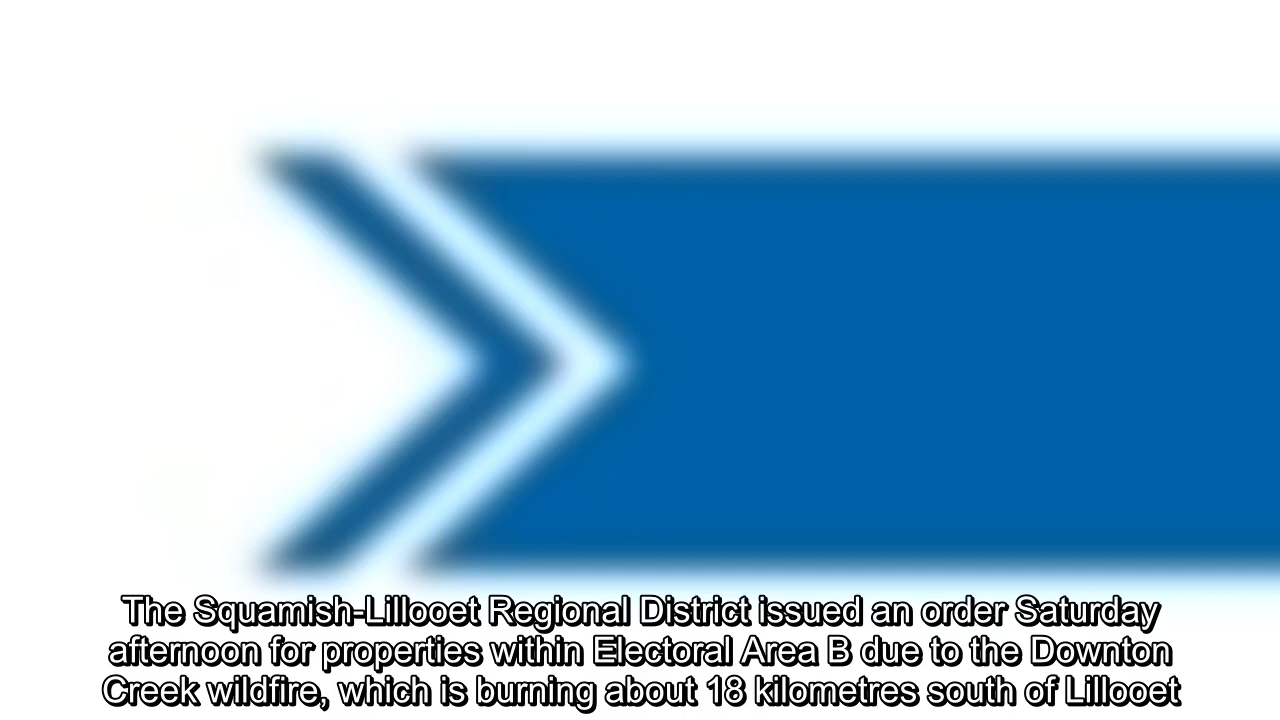 The Squamish-Lillooet Regional District issued an order Saturday
afternoon for properties within Electoral Area B due to the Downton
Creek wildfire, which is burning about 18 kilometres south of Lillooet